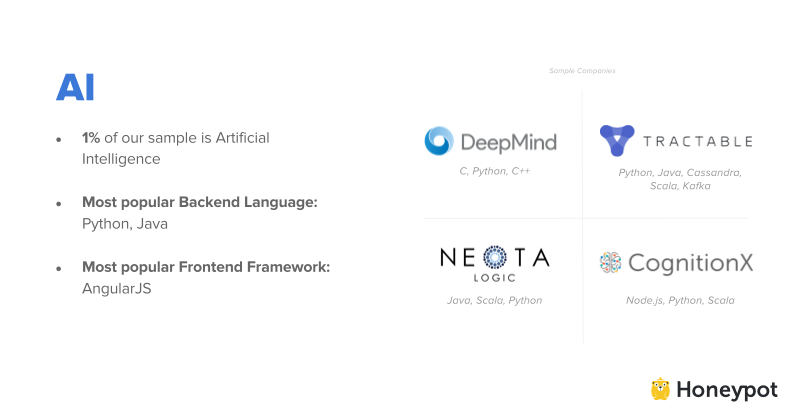 AI
• 1% of our sample is Artificial
Intelligence
• Most popular Backend Language:
Python, Java
• Most popular Frontend Framework:
AngularJS
Sample Companies
DeepMind
C, Python, C++
TRACTABLE
Python, Java, Cassandra,
Scala, Kafka
NEOTA
LOGIC
Java, Scala, Python
CognitionX
Node.js, Python, Scala
Honeypot